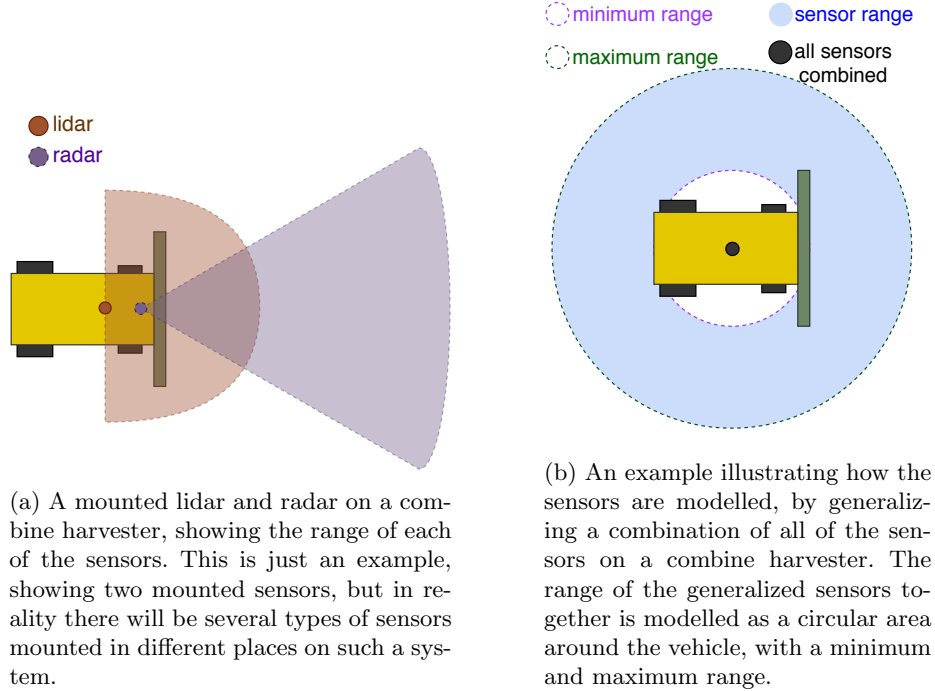 lidar
radar
(a) A mounted lidar and radar on a com-
bine harvester, showing the range of each
of the sensors. This is just an example,
showing two mounted sensors, but in re-
ality there will be several types of sensors
mounted in different places on such a sys-
tem.
minimum range
sensor range
maximum range
all sensors
combined
(b) An example illustrating how the
sensors are modelled, by generaliz-
ing a combination of all of the sen-
sors on a combine harvester. The
range of the generalized sensors to-
gether is modelled as a circular area
around the vehicle, with a minimum
and maximum range.